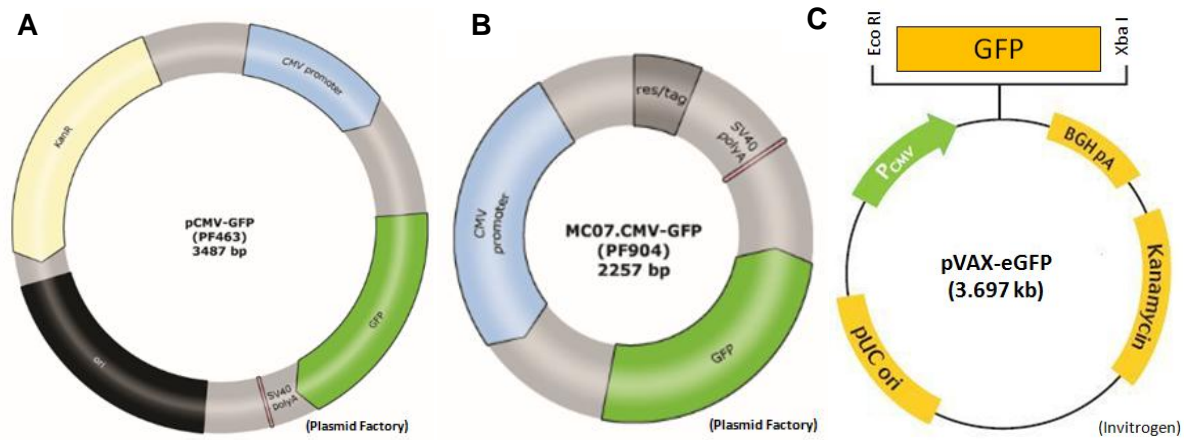 A
CMV promoter
KanR
pCMV-GFP
(PF463)
3487 bp
GFP
ori
SV40
polyA
(Plasmid Factory)
B
res/tag
SV40
polyA
CMV
promoter
MC07.CMV-GFP
(PF904)
2257 bp
GFP
(Plasmid Factory)
C
Eco RI
GFP
Xba I
PCMV
BGH pA
pVAX-eGFP
(3.697 kb)
Kanamycin
pUC ori
(Invitrogen)